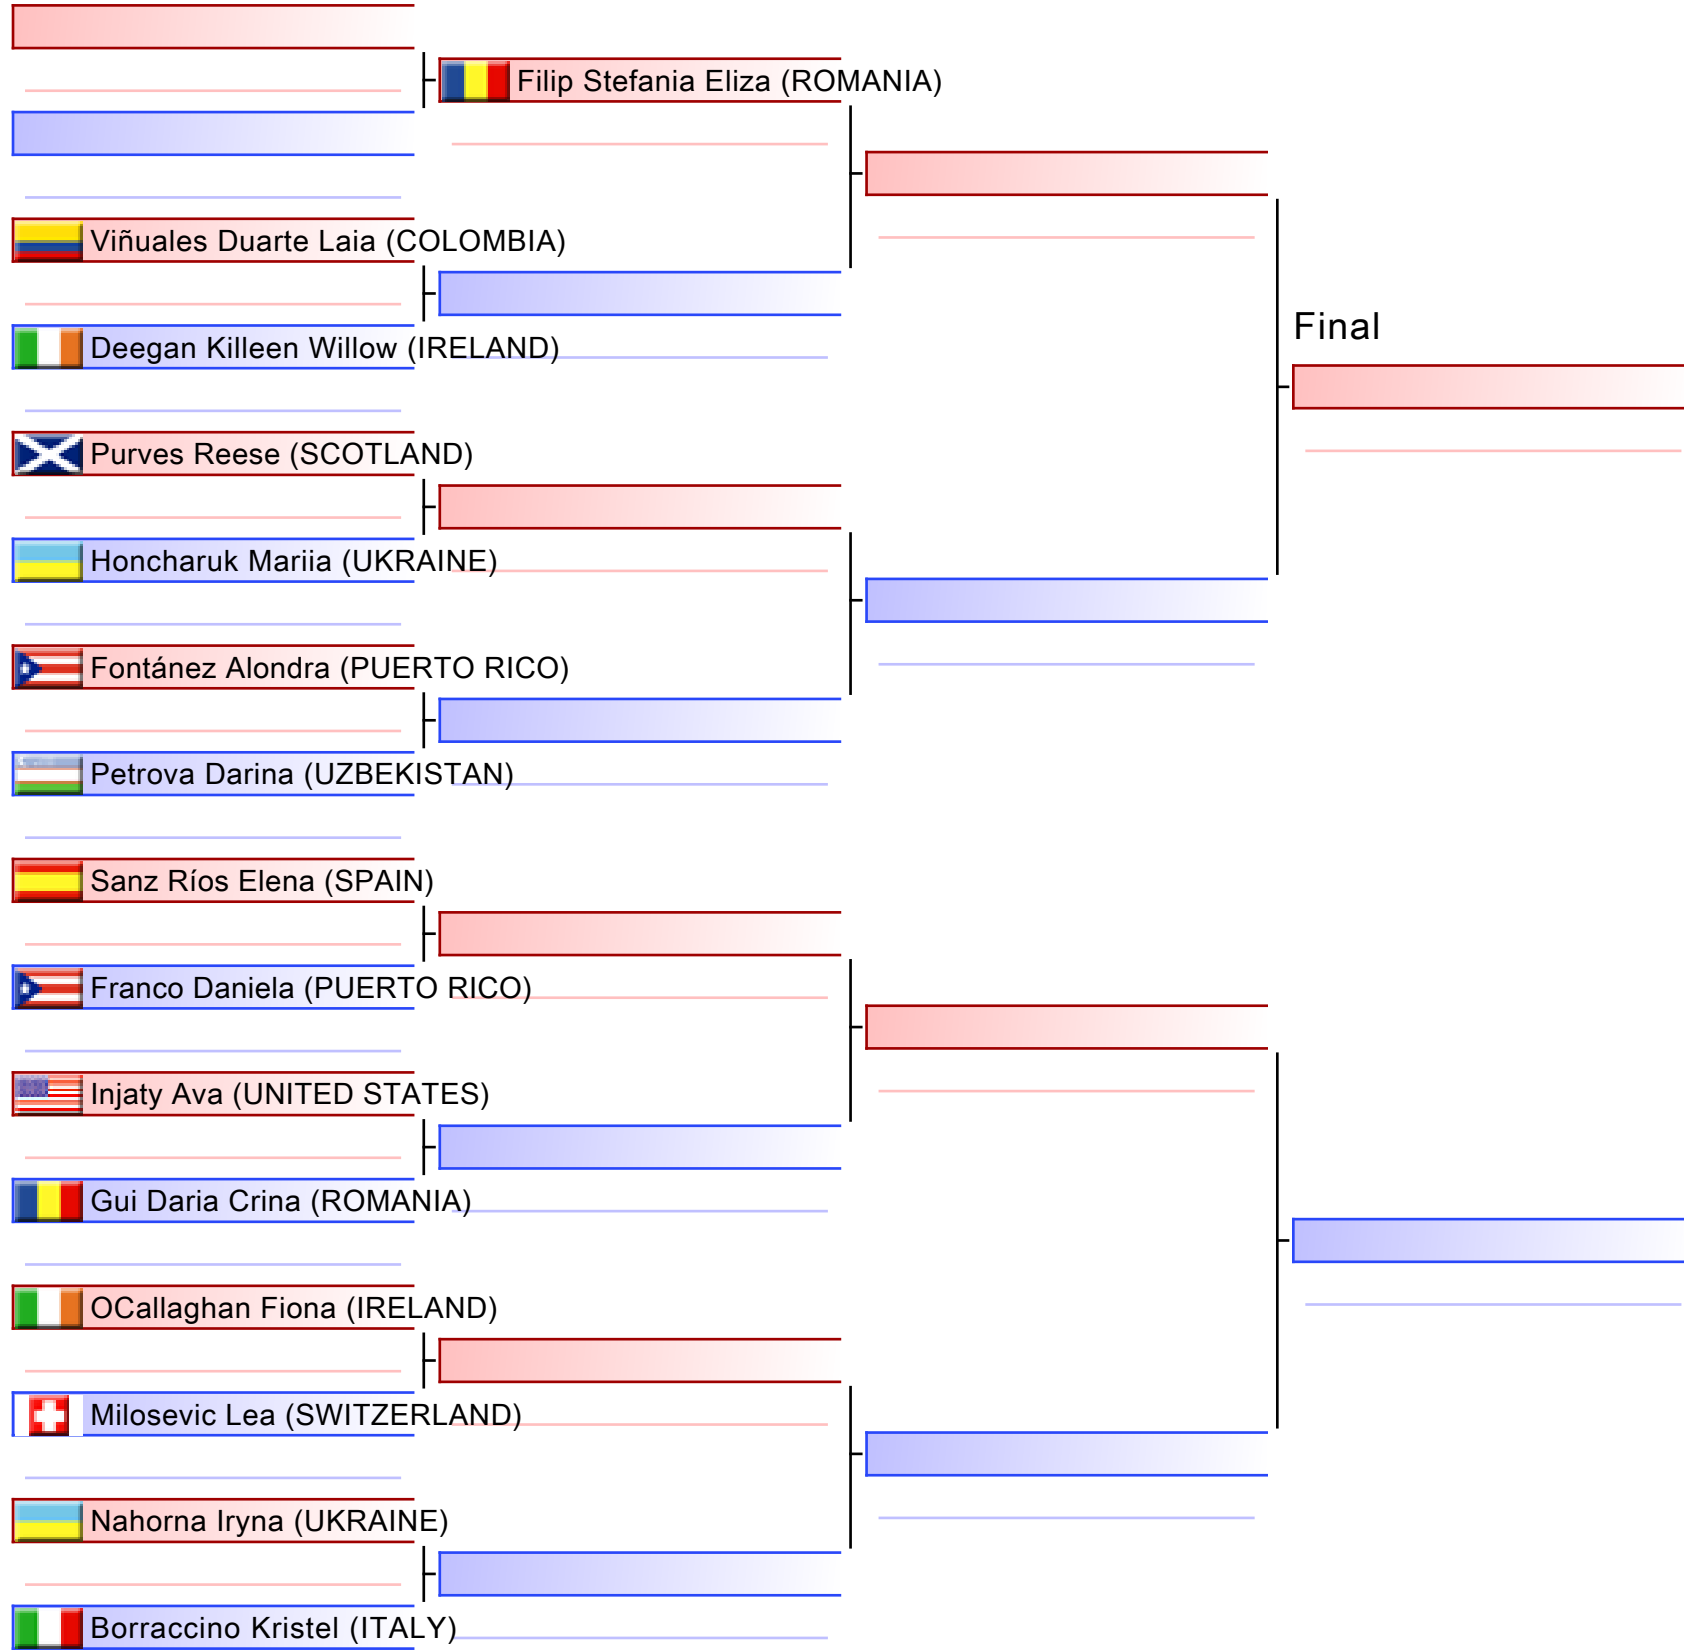 Filip Stefania Eliza (ROMANIA)
Viñuales Duarte Laia (COLOMBIA)
Deegan Killeen Willow (IRELAND)
Final
Purves Reese (SCOTLAND)
Honcharuk Mariia (UKRAINE)
Fontánez Alondra (PUERTO RICO)
Petrova Darina (UZBEKISTAN)
Sanz Ríos Elena (SPAIN)
Franco Daniela (PUERTO RICO)
Injaty Ava (UNITED STATES)
Gui Daria Crina (ROMANIA)
OCallaghan Fiona (IRELAND)
Milosevic Lea (SWITZERLAND)
Nahorna Iryna (UKRAINE)
Borraccino Kristel (ITALY)